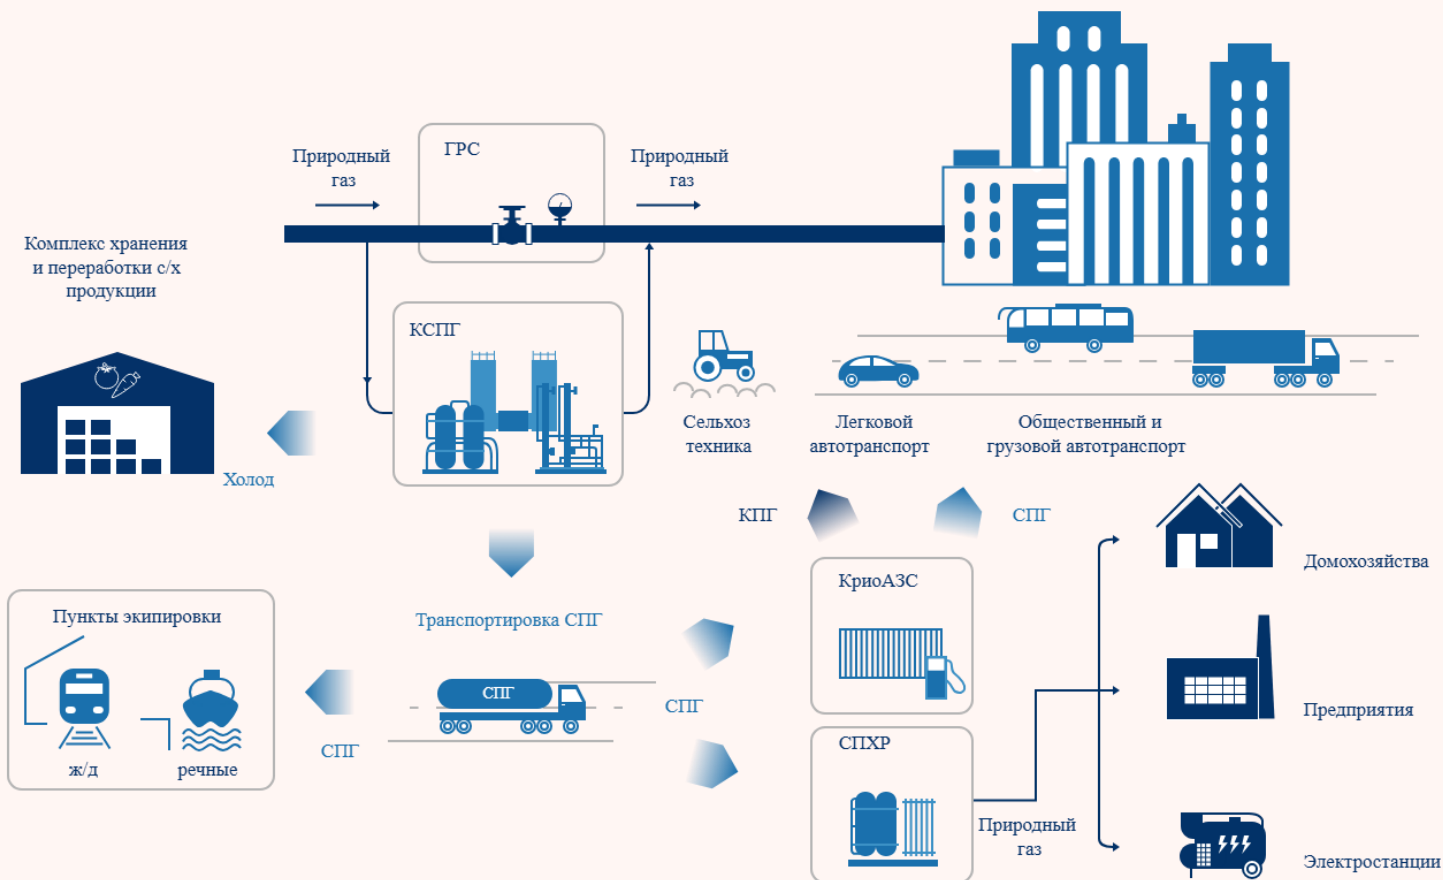 Природный
газ
ГРС
Природный
газ
Комплекс хранения
и переработки с/х
продукции
КСПГ
Холод
Сельхоз
техника
Легковой
автотранспорт
Общественный и
грузовой автотранспорт
КПГ
СПГ
Домохозяйства
КриоАЗС
Пункты экипировки
ж/д
речные
Транспортировка СПГ
СПГ
СПГ
СПГ
Предприятия
СПХР
Природный
газ
Электростанции